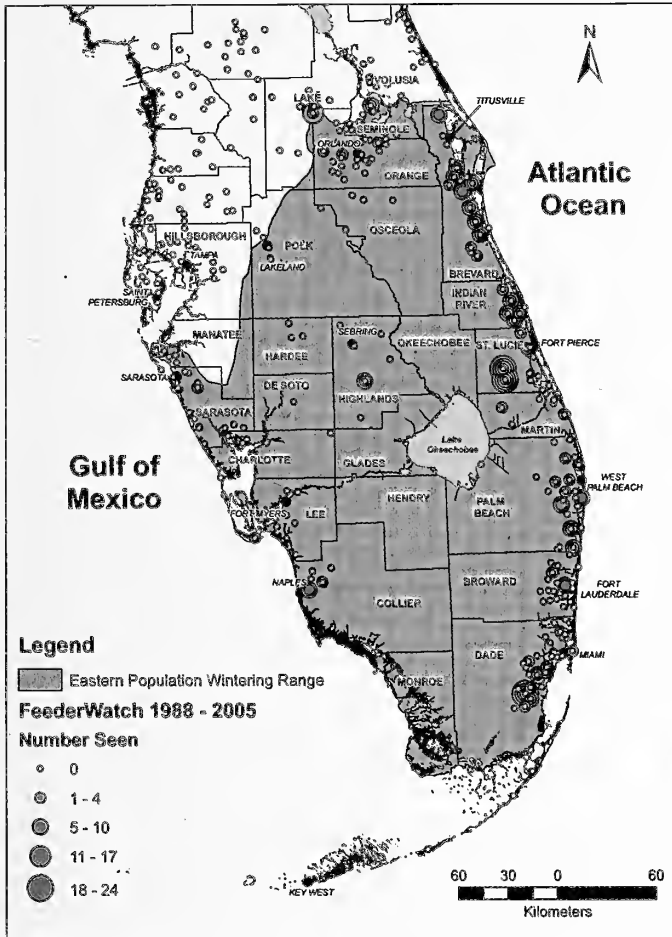 N
VOLUSIA
TITUSVILLE
LAKE
SEMINOLE
ORLANDO
ORANGE
Atlantic
Ocean
HILLSBOROUGH
TAMPA
POLK
OSCEOLA
LAKELAND
BREVARD
SAINT
PETERSBURG
INDIAN
RIVER
MANATEE
SEBRING
OKEECHOBEE
ST. LUCIE
FORT PIERCE
HARDEE
SARASOTA
DE SOTO
HIGHLANDS
SARASOTA
MARTIN
Lake
Okeechobee
CHARLOTTE
GLADES
Gulf of
Mexico
WEST
PALM BEACH
HENDRY
PALM
BEACH
FORT MYERS
LEE
NAPLES
BROWARD
FORT
LAUDERDALE
COLLIER
Legend
DADE
MIAMI
Eastern Population Wintering Range
MONROE
FeederWatch 1988 - 2005
Number Seen
0
1 - 4
5 - 10
11 - 17
18 - 24
KEY WEST
60 30 0 60
Kilometers